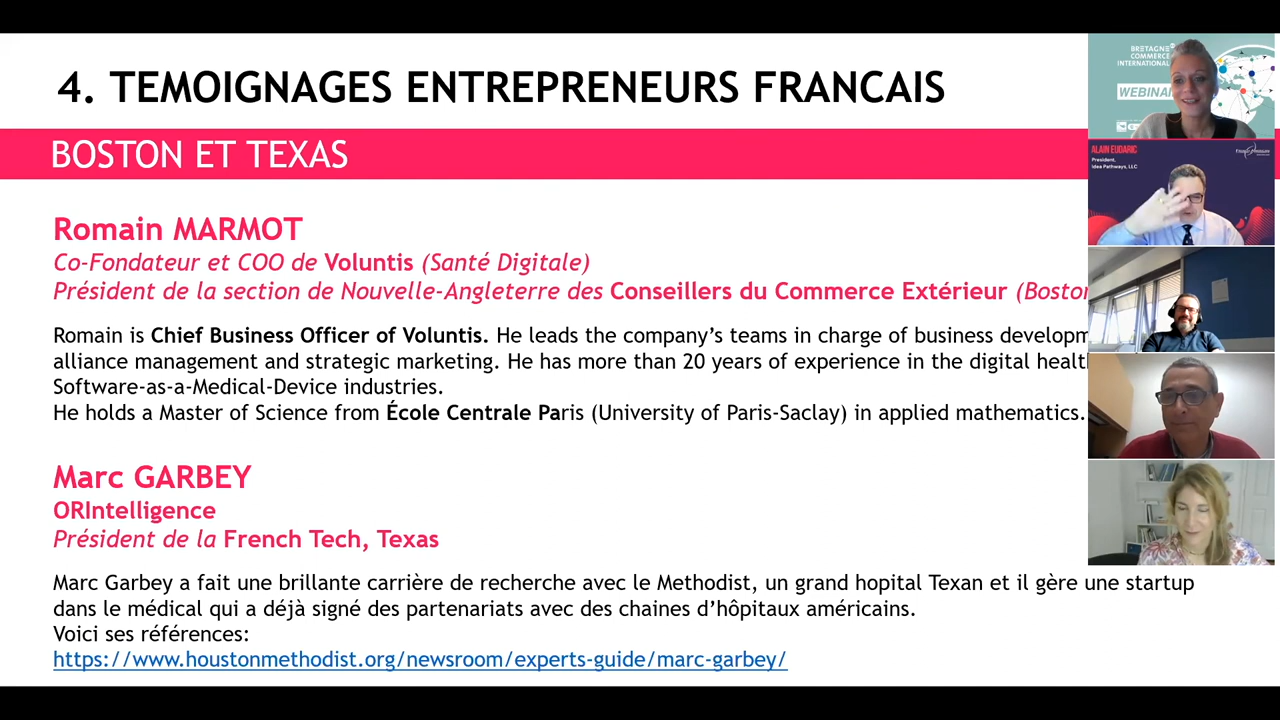 4. TEMOIGNAGES ENTREPRENEURS FRANCAIS
BOSTON ET TEXAS
Romain MARMOT
Co-Fondateur et COO de Voluntis (Santé Digitale)
Président de la section de Nouvelle-Angleterre des Conseillers du Commerce Extérieur (Boston
Romain is Chief Business Officer of Voluntis. He leads the company’s teams in charge of business developm
alliance management and strategic marketing. He has more than 20 years of experience in the digital healt
Software-as-a-Medical-Device industries.
He holds a Master of Science from École Centrale Paris (University of Paris-Saclay) in applied mathematics.
Marc GARBEY
ORIntelligence
Président de la French Tech, Texas
Marc Garbey a fait une brillante carrière de recherche avec le Methodist, un grand hopital Texan et il gère une startup
dans le médical qui a déjà signé des partenariats avec des chaines d’hôpitaux américains.
Voici ses références:
https://www.houstonmethodist.org/newsroom/experts-guide/marc-garbey/
BRETAGNE
COMMERCE
INTERNATIONAL
WEBINAI
ALAIN EUDARIC
President,
Idea Pathways, LLC